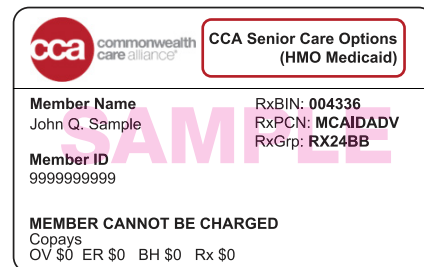 cca commonwealth
care alliance®
CCA Senior Care Options
(HMO Medicaid)
Member Name
John Q. Sample
RxBIN: 004336
RxPCN: MCAIDADV
RxGrp: RX24BB
SAMPLE
Member ID
9999999999
MEMBER CANNOT BE CHARGED
Copays
OV $0 ER $0 BH $0 Rx $0